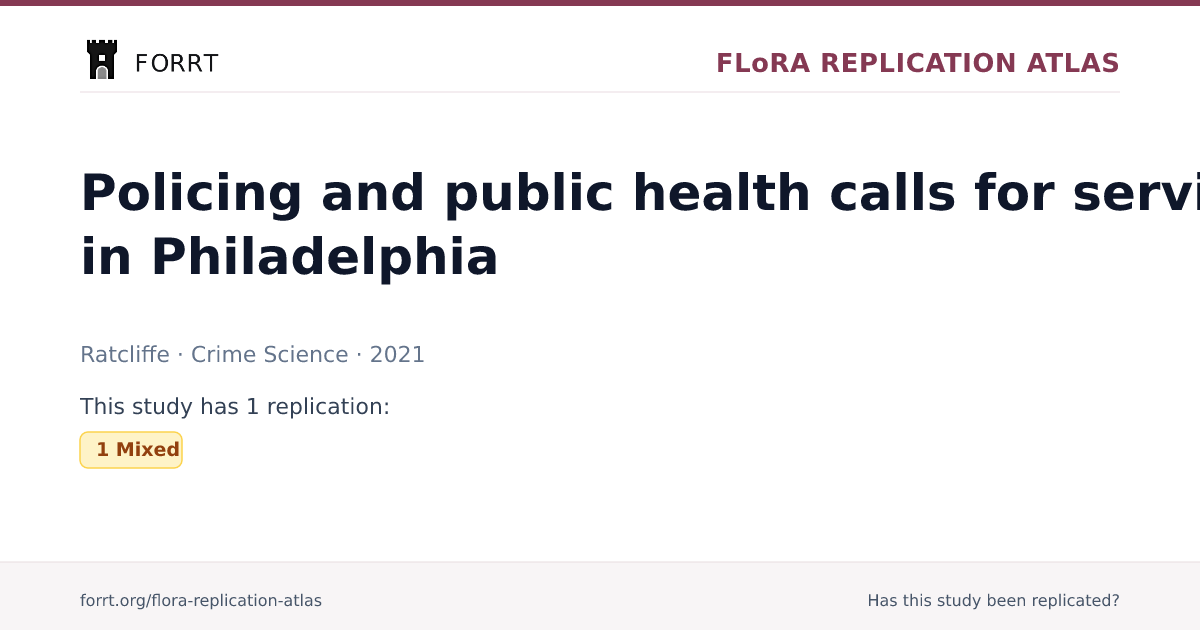 FORRT
FLoRA REPLICATION ATLAS
Policing and public health calls for servi
in Philadelphia
Ratcliffe · Crime Science · 2021
This study has 1 replication:
1 Mixed
forrt.org/flora-replication-atlas
Has this study been replicated?